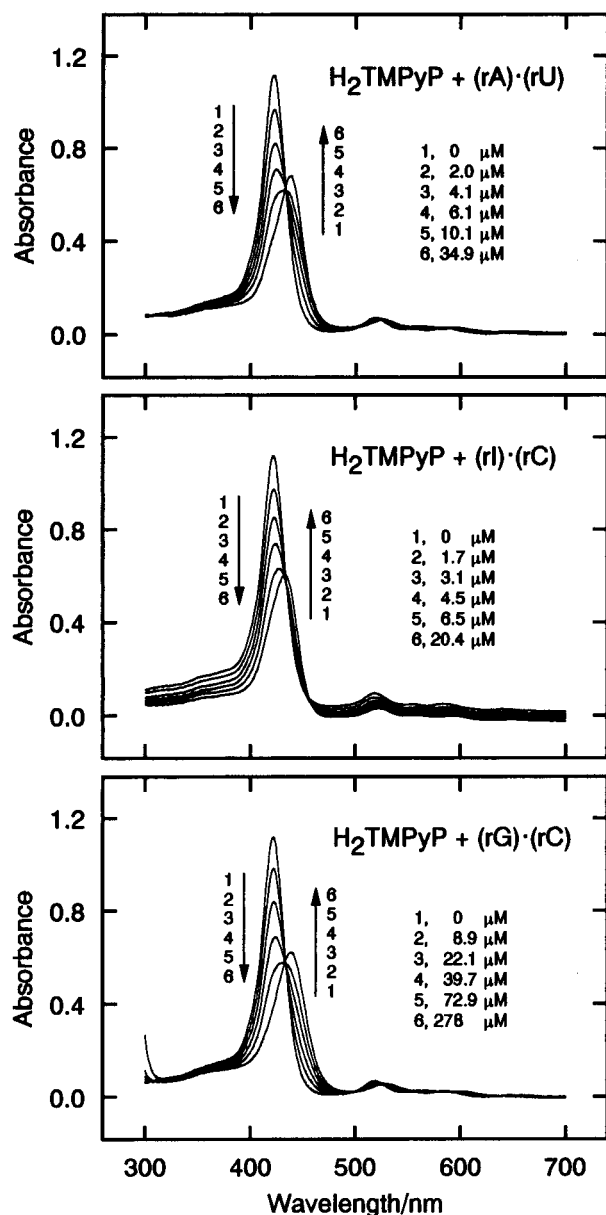 H2TMPyP + (rA)·(rU)
Absorbance
1.2
0.8
0.4
0.0
1
2
3
4
5
6
6
5
4
3
2
1
1, 0 μM
2, 2.0 μM
3, 4.1 μM
4, 6.1 μM
5, 10.1 μM
6, 34.9 μM
H2TMPyP + (rI)·(rC)
Absorbance
1.2
0.8
0.4
0.0
1
2
3
4
5
6
6
5
4
3
2
1
1, 0 μM
2, 1.7 μM
3, 3.1 μM
4, 4.5 μM
5, 6.5 μM
6, 20.4 μM
H2TMPyP + (rG)·(rC)
Absorbance
1.2
0.8
0.4
0.0
1
2
3
4
5
6
6
5
4
3
2
1
1, 0 μM
2, 8.9 μM
3, 22.1 μM
4, 39.7 μM
5, 72.9 μM
6, 278 μM
300 400 500 600 700
Wavelength/nm